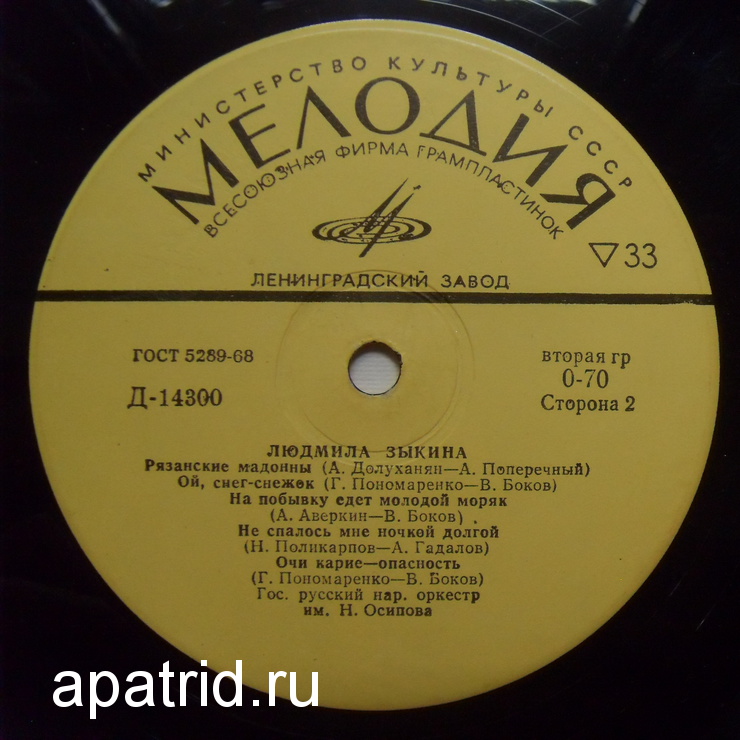 МИНИСТЕРСТВО КУЛЬТУРЫ СССР
МЕЛОДИЯ
ВСЕСОЮЗНАЯ ФИРМА ГРАМПЛАСТИНОК
▽33
ЛЕНИНГРАДСКИЙ ЗАВОД
ГОСТ 5289-68
вторая гр
Д-14300
0-70
Сторона 2
ЛЮДМИЛА ЗЫКИНА
Рязанские мадонны (А. Долуханян—А. Поперечный)
Ой, снег-снежок (Г. Пономаренко—В. Боков)
На побывку едет молодой моряк
(А. Аверкин—В. Боков)
Не спалось мне ночкой долгой
(Н. Поликарпов—А. Гадалов)
Очи карие—опасность
(Г. Пономаренко—В. Боков)
Гос. русский нар. оркестр
им. Н. Осипова
apatrid.ru